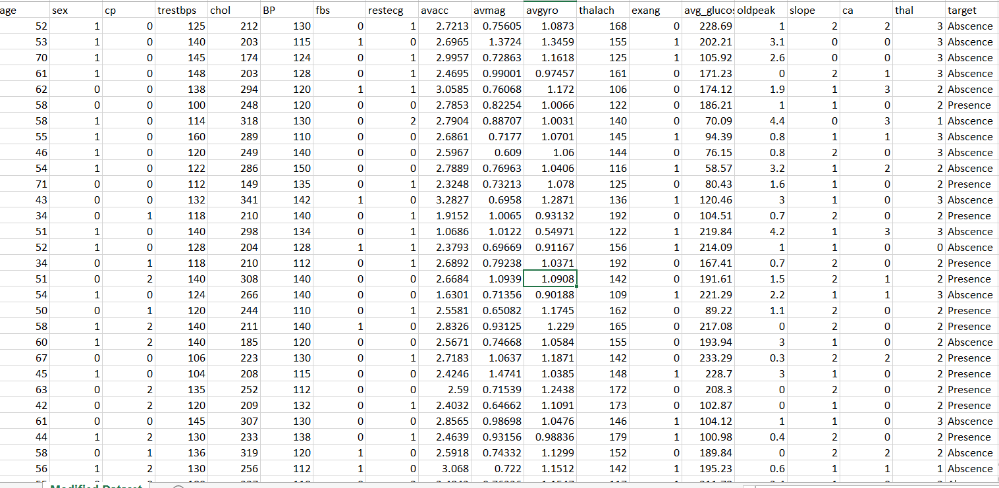 age sex cp trestbps chol BP fbs restecg avacc avmag avgyro thalach exang avg_glucos oldpeak slope ca thal target
52 1 0 125 212 130 0 1 2.7213 0.75605 1.0873 168 0 228.69 1 2 2 3 Abscence
53 1 0 140 203 115 1 0 2.6965 1.3724 1.3459 155 1 202.21 3.1 0 0 3 Abscence
70 1 0 145 174 124 0 1 2.9957 0.72863 1.1618 125 1 105.92 2.6 0 0 3 Abscence
61 1 0 148 203 128 0 1 2.4695 0.99001 0.97457 161 0 171.23 0 2 1 3 Abscence
62 0 0 138 294 120 1 1 3.0585 0.76068 1.172 106 0 174.12 1.9 1 3 2 Abscence
58 0 0 100 248 120 0 0 2.7853 0.82254 1.0066 122 0 186.21 1 1 0 2 Presence
58 1 0 114 318 130 0 2 2.7904 0.88707 1.0031 140 0 70.09 4.4 0 3 1 Abscence
55 1 0 160 289 110 0 0 2.6861 0.7177 1.0701 145 1 94.39 0.8 1 1 3 Abscence
46 1 0 120 249 140 0 0 2.5967 0.609 1.06 144 0 76.15 0.8 2 0 3 Abscence
54 1 0 122 286 150 0 0 2.7889 0.76963 1.0406 116 1 58.57 3.2 1 2 2 Abscence
71 0 0 112 149 135 0 1 2.3248 0.73213 1.078 125 0 80.43 1.6 1 0 2 Presence
43 0 0 132 341 142 1 0 3.2827 0.6958 1.2871 136 1 120.46 3 1 0 3 Abscence
34 0 1 118 210 140 0 1 1.9152 1.0065 0.93132 192 0 104.51 0.7 2 0 2 Presence
51 1 0 140 298 134 0 1 1.0686 1.0122 0.54971 122 1 219.84 4.2 1 3 3 Abscence
52 1 0 128 204 128 1 1 2.3793 0.69669 0.91167 156 1 214.09 1 1 0 0 Abscence
34 0 1 118 210 112 0 1 2.6892 0.79238 1.0371 192 0 167.41 0.7 2 0 2 Presence
51 0 2 140 308 140 0 0 2.6684 1.0939 1.0908 142 0 191.61 1.5 2 1 2 Presence
54 1 0 124 266 140 0 0 1.6301 0.71356 0.90188 109 1 221.29 2.2 1 1 3 Abscence
50 0 1 120 244 110 0 1 2.5581 0.65082 1.1745 162 0 89.22 1.1 2 0 2 Presence
58 1 2 140 211 140 1 0 2.8326 0.93125 1.229 165 0 217.08 0 2 0 2 Presence
60 1 2 140 185 120 0 0 2.5671 0.74668 1.0584 155 0 193.94 3 1 0 2 Abscence
67 0 0 106 223 130 0 1 2.7183 1.0637 1.1871 142 0 233.29 0.3 2 2 2 Presence
45 1 0 104 208 115 0 0 2.4246 1.4741 1.0385 148 1 228.7 3 1 0 2 Presence
63 0 2 135 252 112 0 0 2.59 0.71539 1.2438 172 0 208.3 0 2 0 2 Presence
42 0 2 120 209 132 0 1 2.4032 0.64662 1.1091 173 0 102.87 0 1 0 2 Presence
61 0 0 145 307 130 0 0 2.8565 0.98698 1.0476 146 1 104.12 1 1 0 3 Abscence
44 1 2 130 233 138 0 1 2.4639 0.93156 0.98836 179 1 100.98 0.4 2 0 2 Presence
58 0 1 136 319 120 1 0 2.5918 0.74332 1.1299 152 0 189.84 0 2 2 2 Abscence
56 1 2 130 256 112 1 0 3.068 0.722 1.1512 142 1 195.23 0.6 1 1 1 Abscence